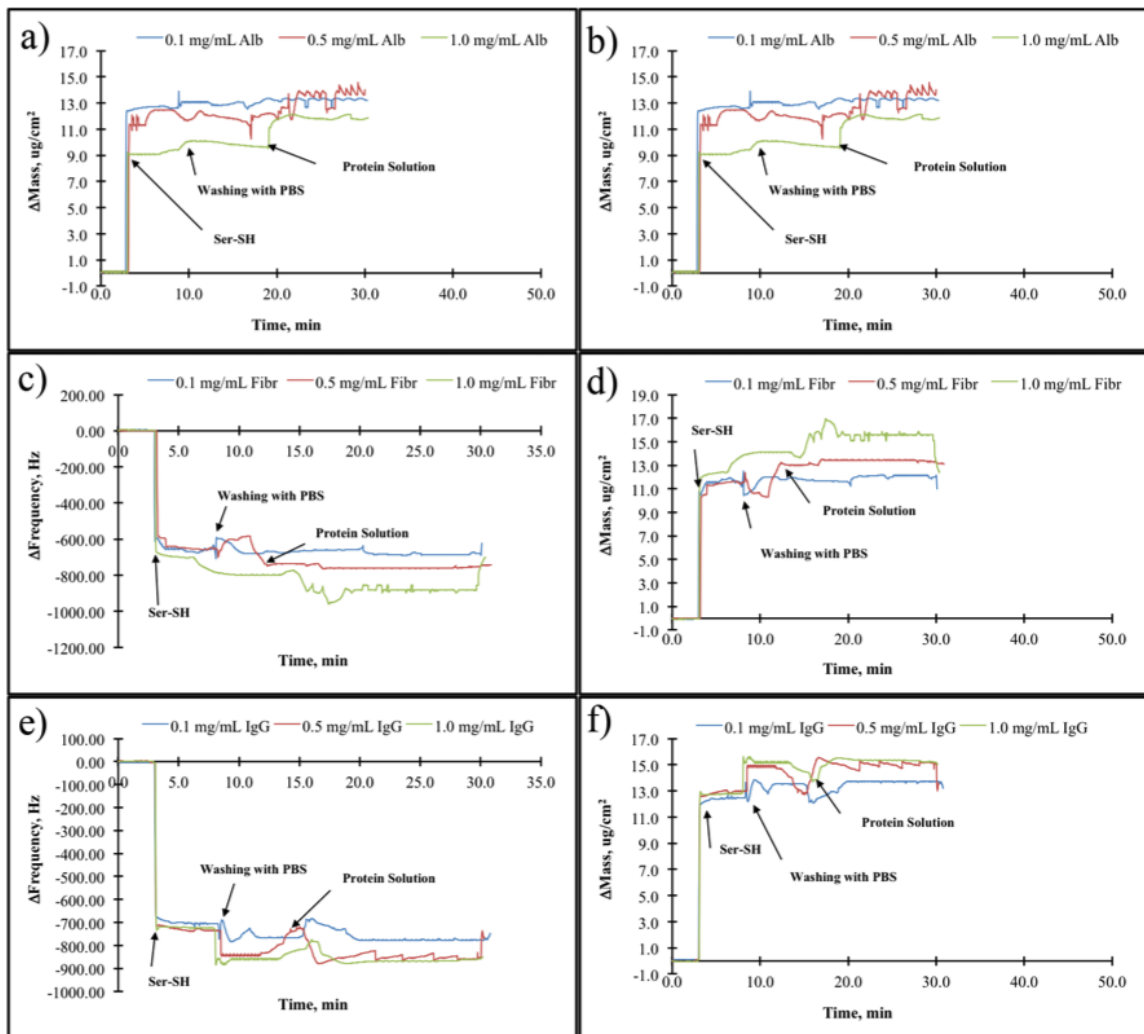 a)
0.1 mg/mL Alb 0.5 mg/mL Alb 1.0 mg/mL Alb
17.0
15.0
13.0
11.0
9.0
7.0
5.0
3.0
1.0
-1.0
ΔMass, ug/cm²
Protein Solution
Washing with PBS
Ser-SH
0.0 10.0 20.0 30.0 40.0 50.0
Time, min
b)
0.1 mg/mL Alb 0.5 mg/mL Alb 1.0 mg/mL Alb
17.0
15.0
13.0
11.0
9.0
7.0
5.0
3.0
1.0
-1.0
ΔMass, ug/cm²
Protein Solution
Washing with PBS
Ser-SH
0.0 10.0 20.0 30.0 40.0 50.0
Time, min
c)
0.1 mg/mL Fibr 0.5 mg/mL Fibr 1.0 mg/mL Fibr
200.00
0.00
-200.00
-400.00
-600.00
-800.00
-1000.00
-1200.00
ΔFrequency, Hz
0.0 5.0 10.0 15.0 20.0 25.0 30.0 35.0
Washing with PBS
Protein Solution
Ser-SH
Time, min
d)
0.1 mg/mL Fibr 0.5 mg/mL Fibr 1.0 mg/mL Fibr
19.0
17.0
15.0
13.0
11.0
9.0
7.0
5.0
3.0
1.0
-1.0
ΔMass, ug/cm²
Ser-SH
Protein Solution
Washing with PBS
0.0 10.0 20.0 30.0 40.0 50.0
Time, min
e)
0.1 mg/mL IgG 0.5 mg/mL IgG 1.0 mg/mL IgG
100.00
0.00
-100.00
-200.00
-300.00
-400.00
-500.00
-600.00
-700.00
-800.00
-900.00
-1000.00
ΔFrequency, Hz
0.0 5.0 10.0 15.0 20.0 25.0 30.0 35.0
Washing with PBS
Protein Solution
Ser-SH
Time, min
f)
0.1 mg/mL IgG 0.5 mg/mL IgG 1.0 mg/mL IgG
17.0
15.0
13.0
11.0
9.0
7.0
5.0
3.0
1.0
-1.0
ΔMass, ug/cm²
Protein Solution
Ser-SH
Washing with PBS
0.0 10.0 20.0 30.0 40.0 50.0
Time, min